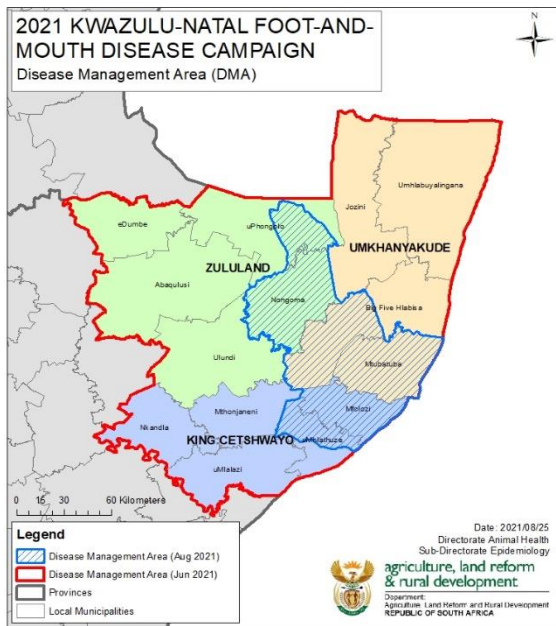 2021 KWAZULU-NATAL FOOT-AND-
MOUTH DISEASE CAMPAIGN
Disease Management Area (DMA)
N
Umhlabuyalingana
Jozini
eDumbe
uPhongolo
UMKHANYAKUDE
ZULULAND
Abaqulusi
Nongoma
Big Five Hlabisa
Ulundi
Mtubatuba
Mthonjaneni
Mfolozi
Nkandla
KING CETSHWAYO
uMhlathuze
uMlalazi
0 15 30 60 Kilometers
Legend
Disease Management Area (Aug 2021)
Disease Management Area (Jun 2021)
Provinces
Local Municipalities
Date: 2021/08/25
Directorate Animal Health
Sub-Directorate Epidemiology
agriculture, land reform
& rural development
Department:
Agriculture, Land Reform and Rural Development
REPUBLIC OF SOUTH AFRICA